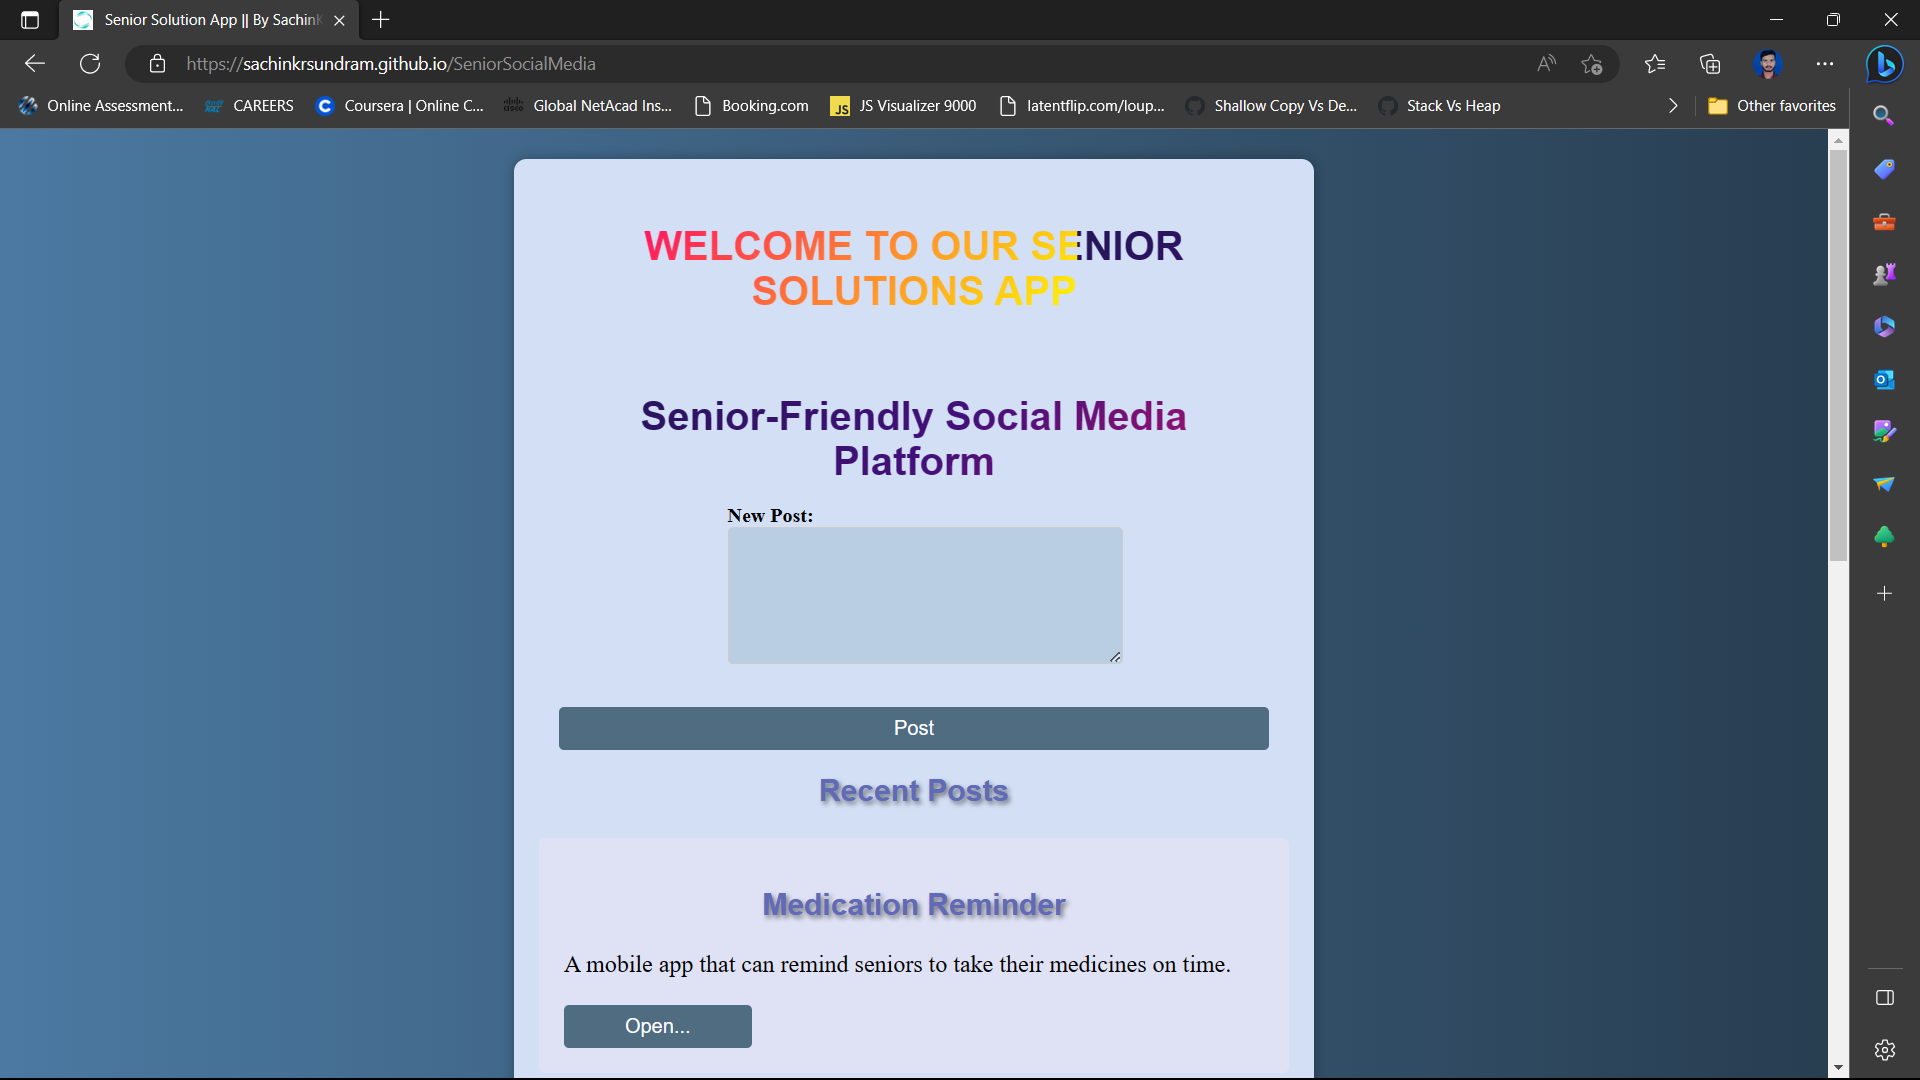 Senior Solution App || By SachinK
https://sachinkrsundram.github.io/SeniorSocialMedia
Online Assessment... CAREERS Coursera | Online C... Global NetAcad Ins... Booking.com JS Visualizer 9000 latentflip.com/loup... Shallow Copy Vs De... Stack Vs Heap Other favorites
WELCOME TO OUR SENIOR
SOLUTIONS APP
Senior-Friendly Social Media
Platform
New Post:
Post
Recent Posts
Medication Reminder
A mobile app that can remind seniors to take their medicines on time.
Open...